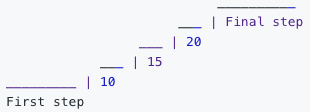 __________
___ | Final step
___ | 20
___ | 15
_________ | 10
First step